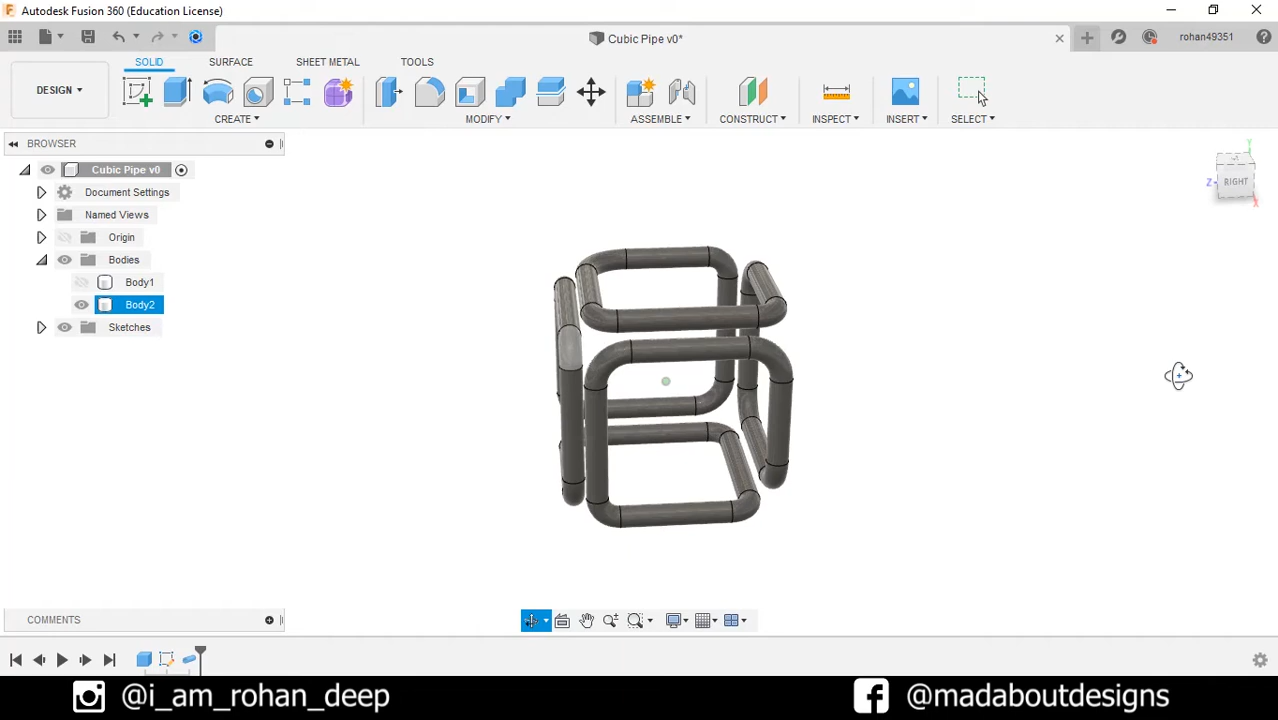 Autodesk Fusion 360 (Education License)
Cubic Pipe v0*
rohan49351
DESIGN
SOLID
SURFACE
SHEET METAL
TOOLS
CREATE
MODIFY
ASSEMBLE
CONSTRUCT
INSPECT
INSERT
SELECT
BROWSER
Cubic Pipe v0
Document Settings
Named Views
Origin
Bodies
Body1
Body2
Sketches
Y
Z
RIGHT
X
COMMENTS
@i_am_rohan_deep
@madaboutdesigns